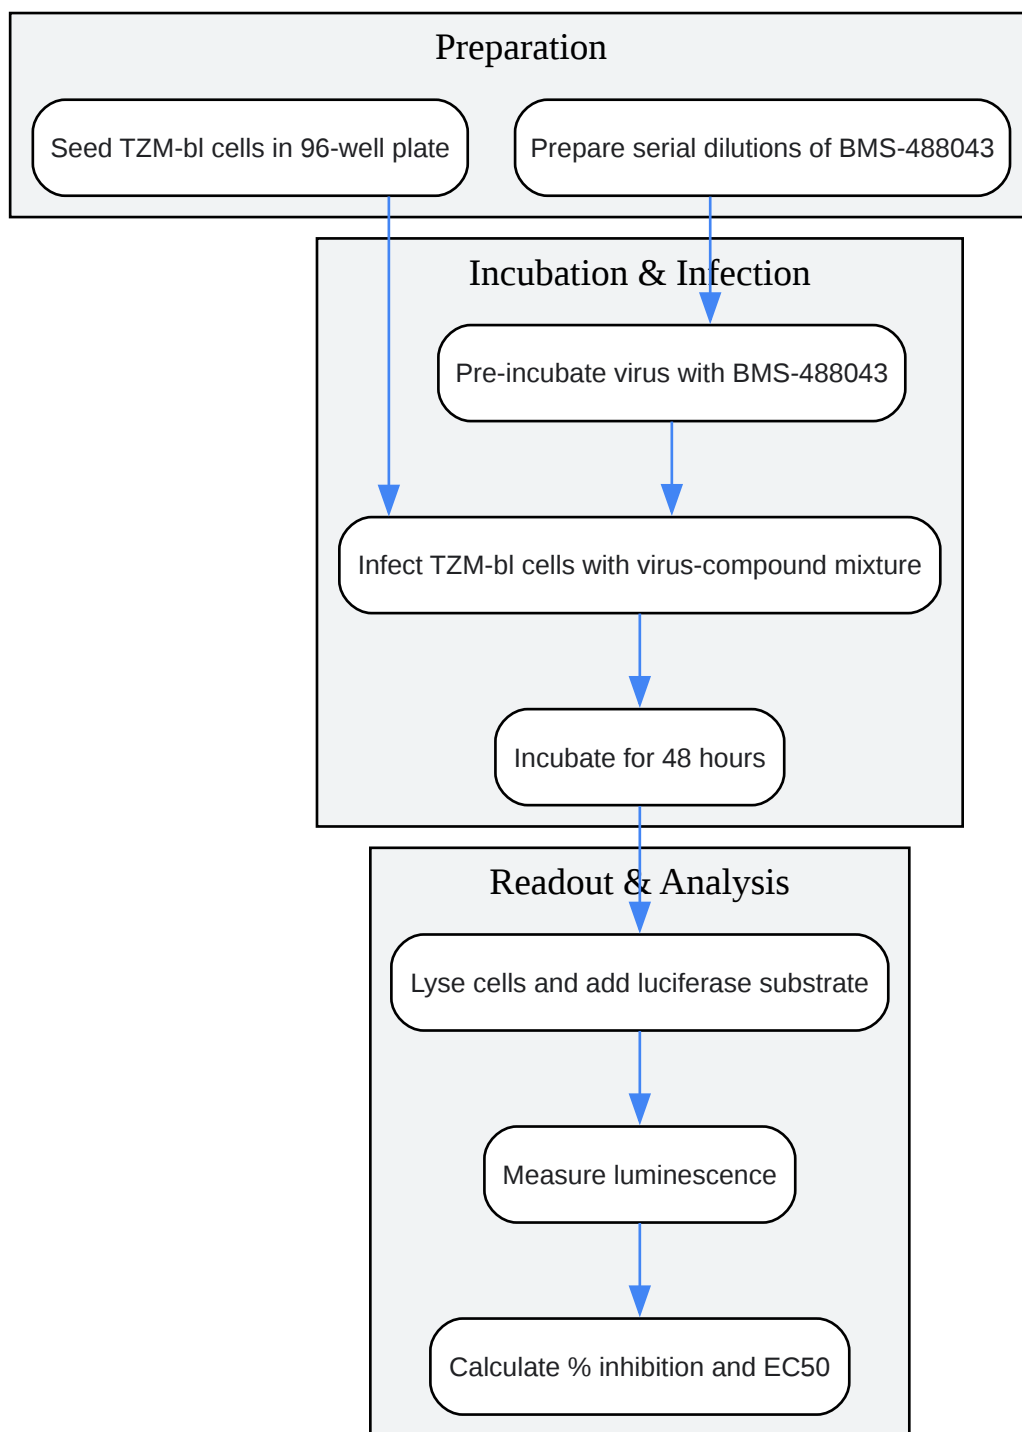 Preparation
Seed TZM-bl cells in 96-well plate
Prepare serial dilutions of BMS-488043
Incubation & Infection
Pre-incubate virus with BMS-488043
Infect TZM-bl cells with virus-compound mixture
Incubate for 48 hours
Readout & Analysis
Lyse cells and add luciferase substrate
Measure luminescence
Calculate % inhibition and EC50